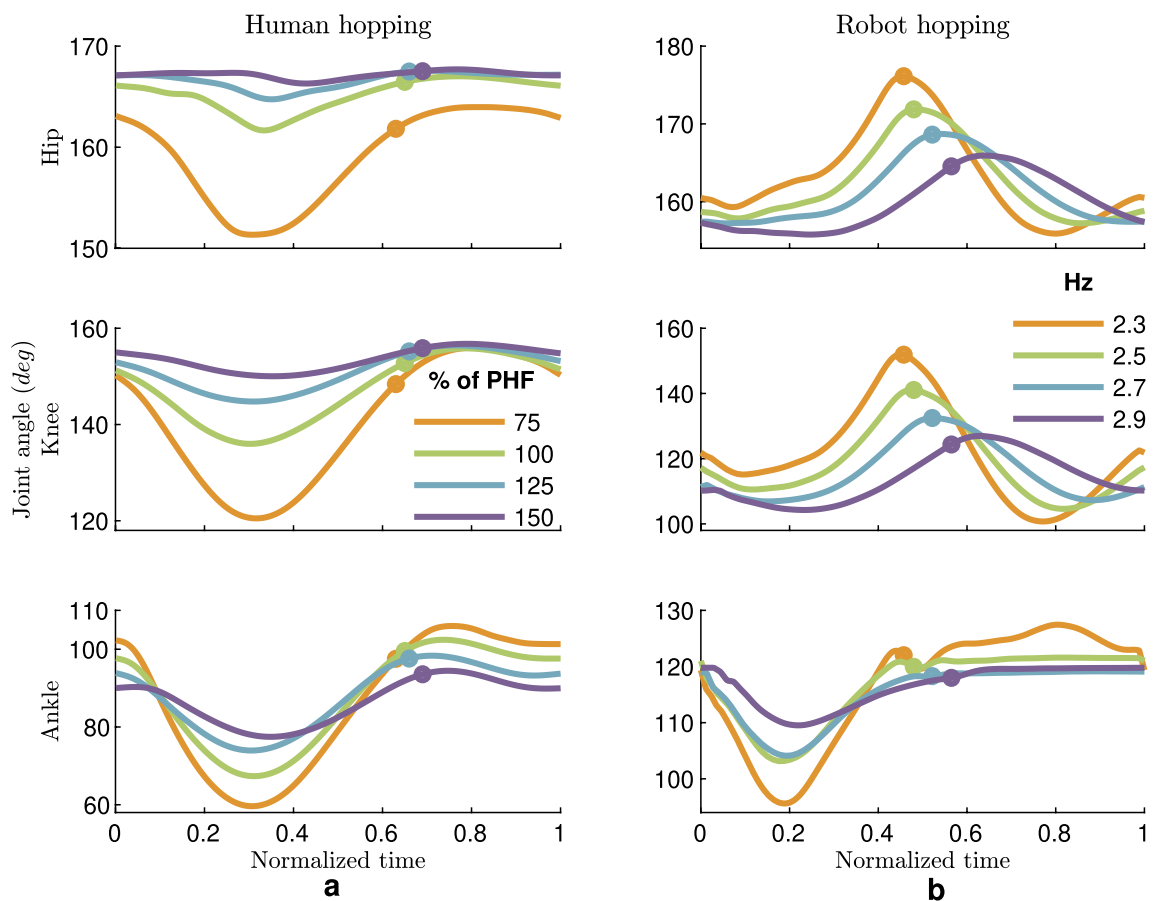 Human hopping
170
160
150
Hip
Robot hopping
180
170
160
Hz
2.3
2.5
2.7
2.9
160
140
120
Joint angle (deg)
Knee
% of PHF
75
100
125
150
160
140
120
100
110
100
80
60
Ankle
0 0.2 0.4 0.6 0.8 1
Normalized time
a
130
120
110
100
0 0.2 0.4 0.6 0.8 1
Normalized time
b